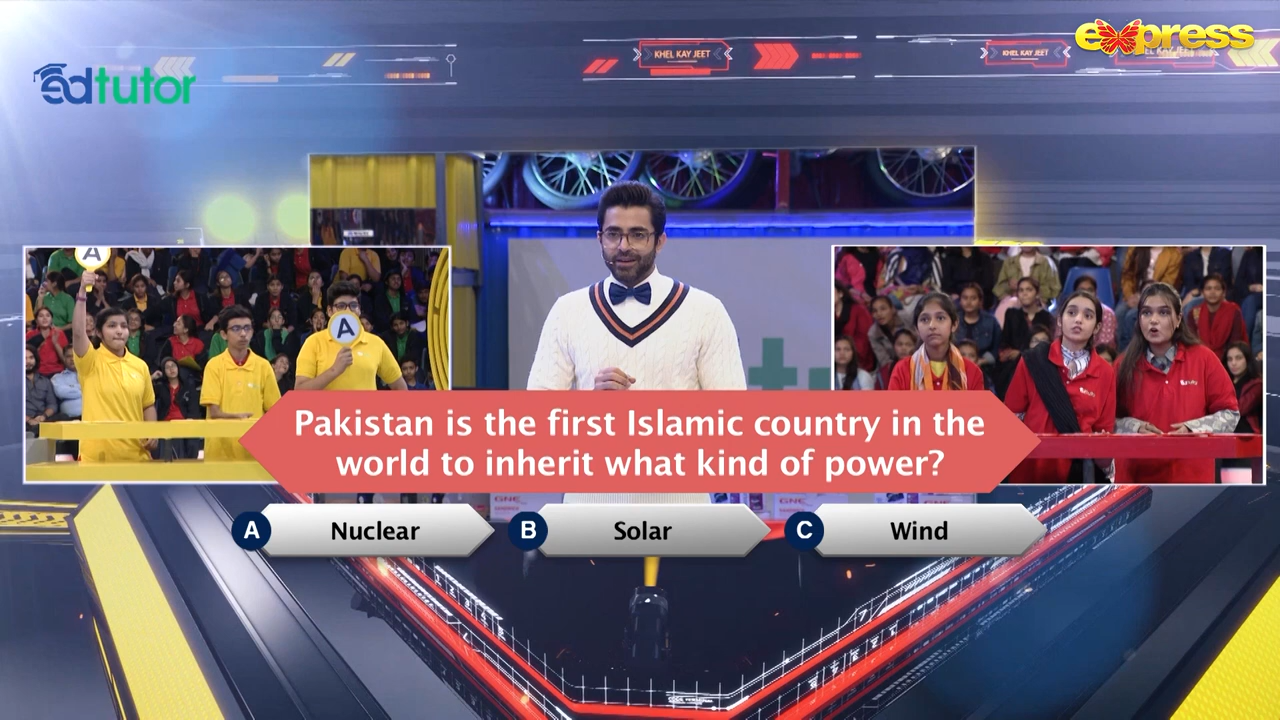 express
KHEL KAY JEET
KHEL KAY JEET
edtutor
A
A
Pakistan is the first Islamic country in the
world to inherit what kind of power?
GNE
A Nuclear
B Solar
C Wind